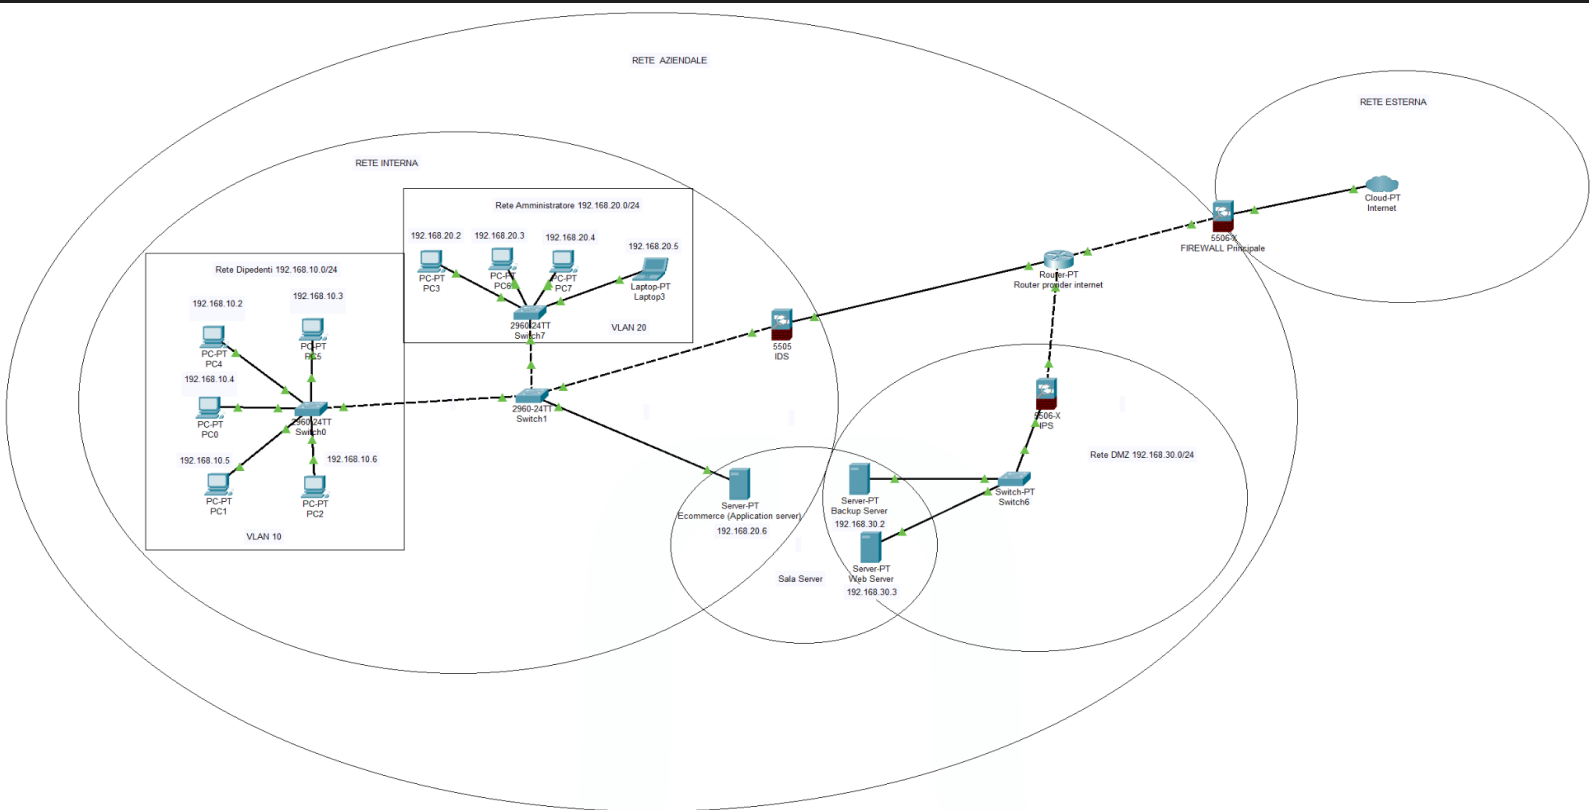 RETE  AZIENDALE
RETE ESTERNA
RETE INTERNA
Cloud-PT
Internet
5506-X
FIREWALL Principale
Router-PT
Router provider internet
Rete Amministratore 192.168.20.0/24
192.168.20.2
192.168.20.3
192.168.20.4
192.168.20.5
PC-PT
PC3
PC-PT
PC6
PC-PT
PC7
Laptop-PT
Laptop3
2960-24TT
Switch7
VLAN 20
Rete Dipedenti 192.168.10.0/24
192.168.10.2
192.168.10.3
PC-PT
PC4
PC-PT
PC5
192.168.10.4
PC-PT
PC0
2960-24TT
Switch0
192.168.10.5
192.168.10.6
PC-PT
PC1
PC-PT
PC2
VLAN 10
2960-24TT
Switch1
5505
IDS
5506-X
IPS
Rete DMZ 192.168.30.0/24
Switch-PT
Switch6
Server-PT
Ecommerce (Application server)
192.168.20.6
Server-PT
Backup Server
192.168.30.2
Server-PT
Web Server
192.168.30.3
Sala Server